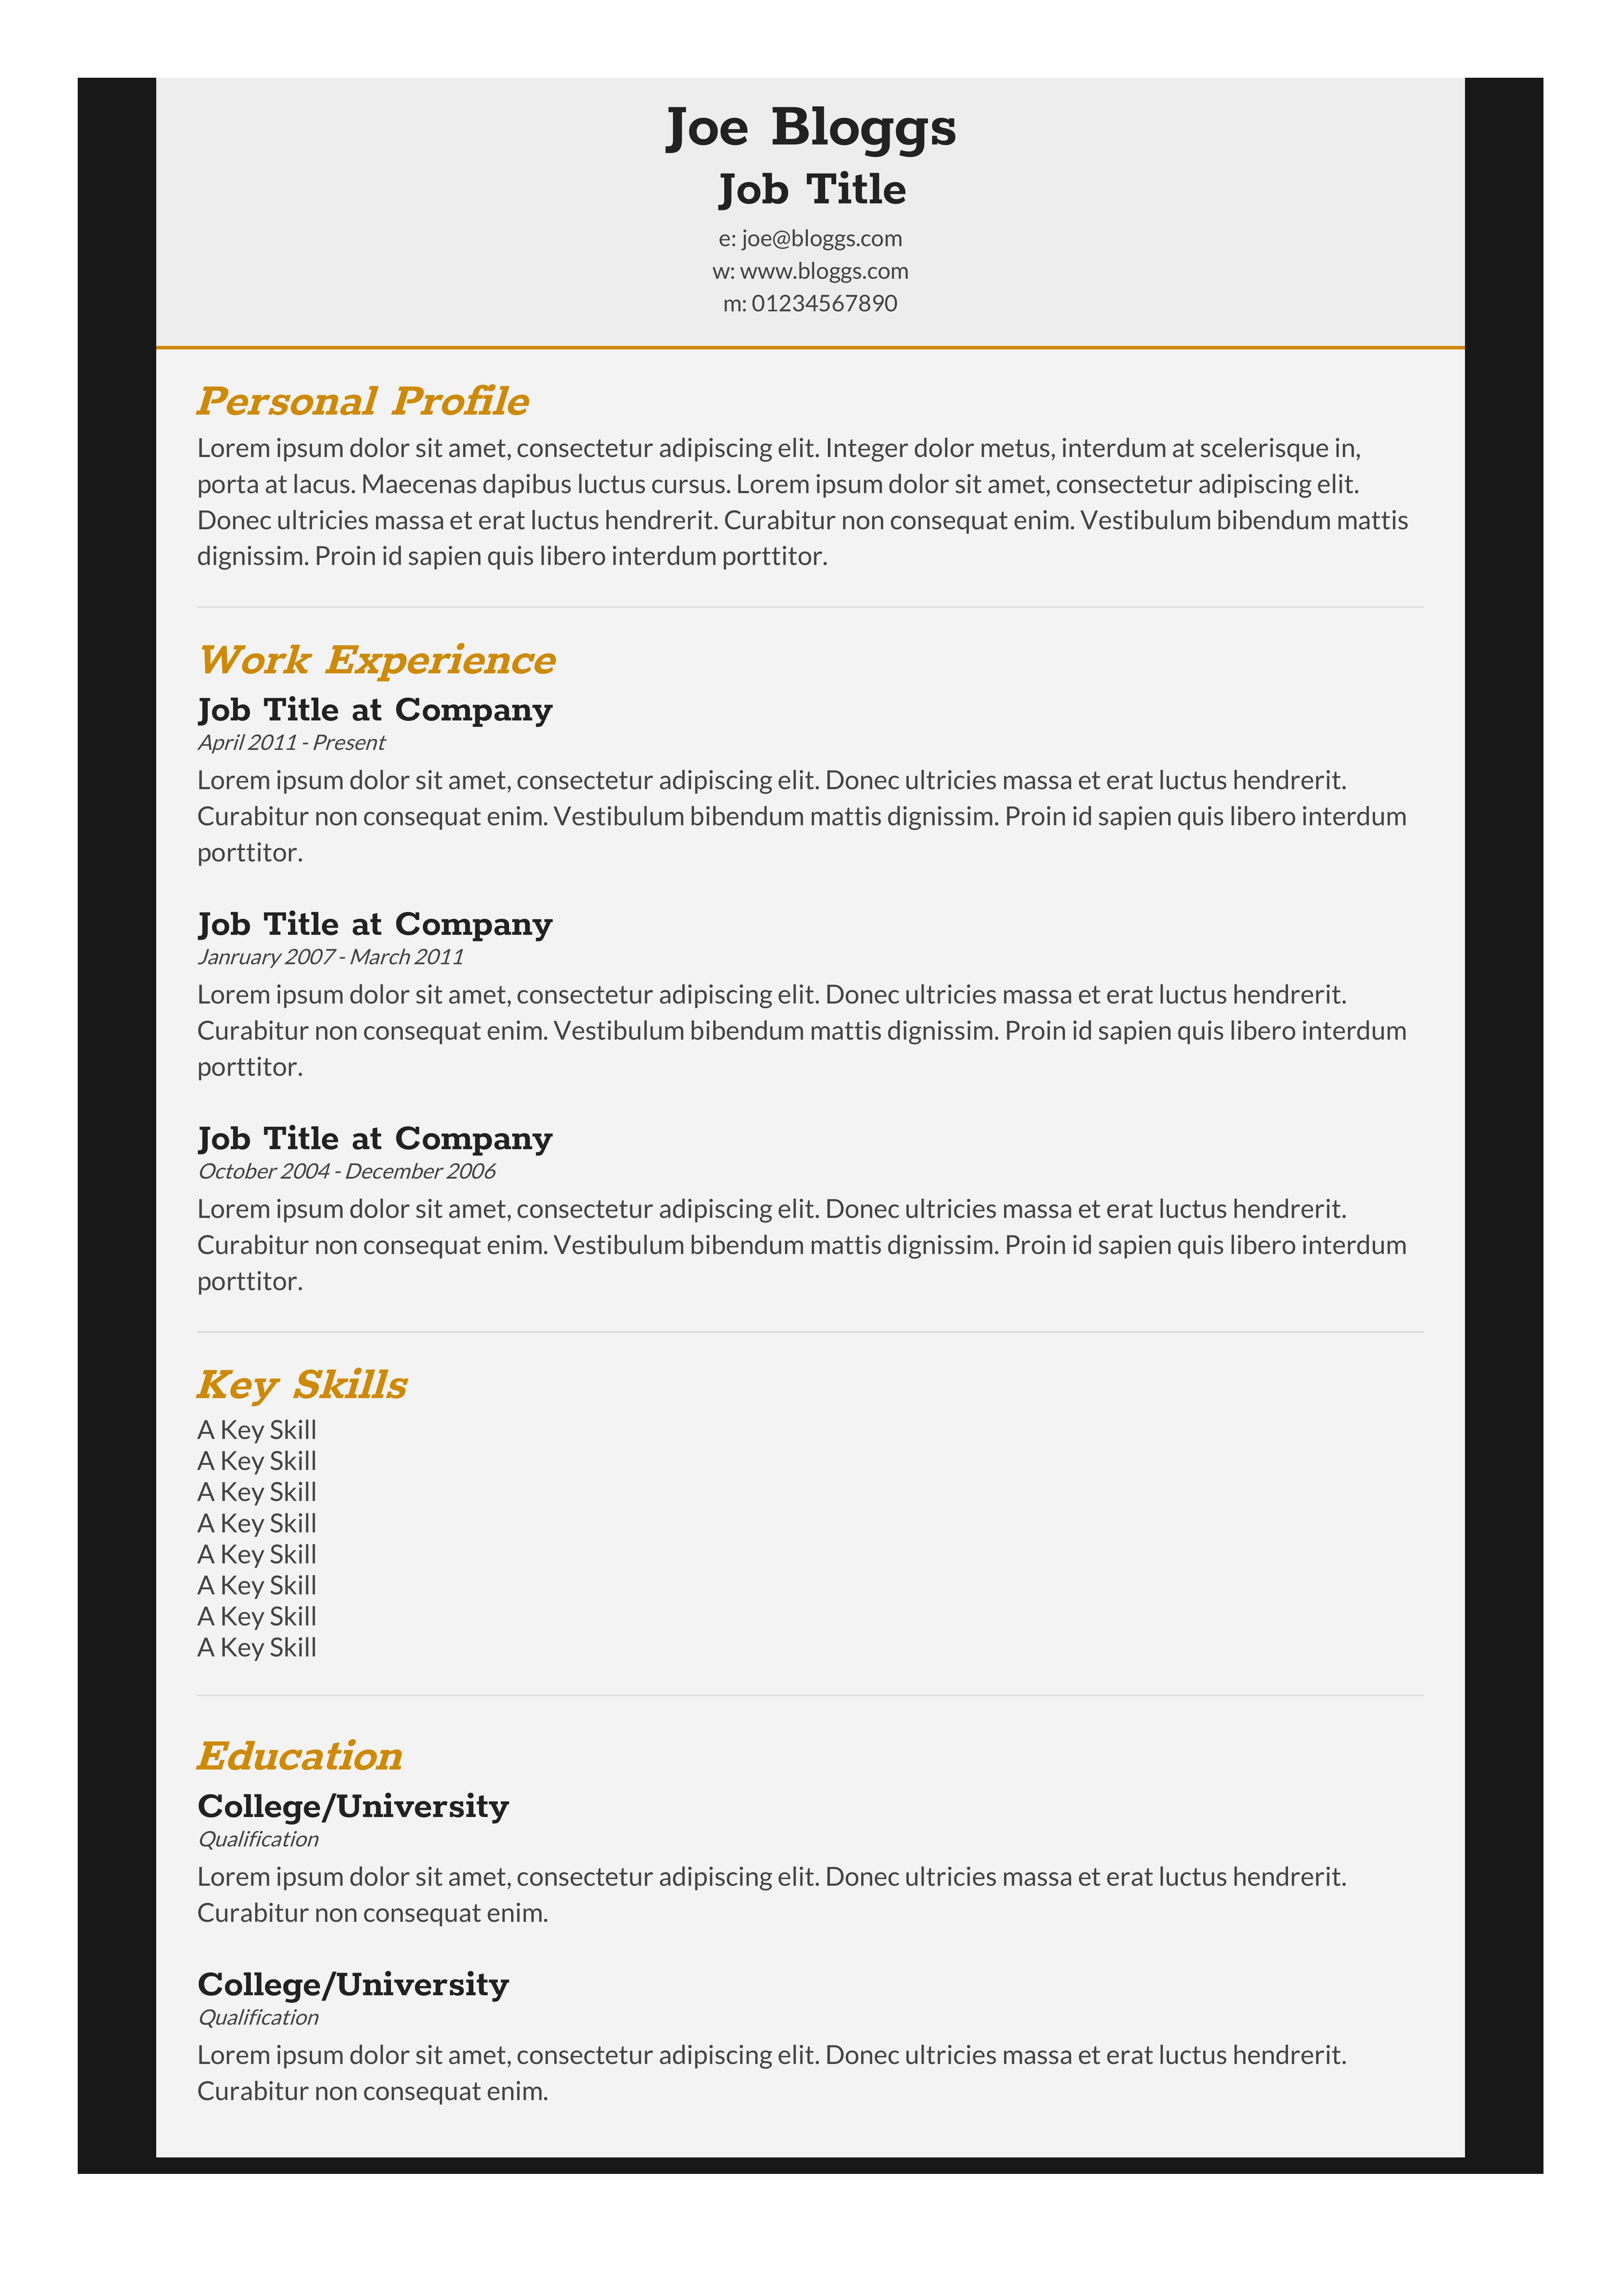 Joe Bloggs
Job Title
e: joe@bloggs.com
w: www.bloggs.com
m: 01234567890
Personal Profile
Lorem ipsum dolor sit amet, consectetur adipiscing elit. Integer dolor metus, interdum at scelerisque in,
porta at lacus. Maecenas dapibus luctus cursus. Lorem ipsum dolor sit amet, consectetur adipiscing elit.
Donec ultricies massa et erat luctus hendrerit. Curabitur non consequat enim. Vestibulum bibendum mattis
dignissim. Proin id sapien quis libero interdum porttitor.
Work Experience
Job Title at Company
April 2011 - Present
Lorem ipsum dolor sit amet, consectetur adipiscing elit. Donec ultricies massa et erat luctus hendrerit.
Curabitur non consequat enim. Vestibulum bibendum mattis dignissim. Proin id sapien quis libero interdum
porttitor.
Job Title at Company
Janruary 2007 - March 2011
Lorem ipsum dolor sit amet, consectetur adipiscing elit. Donec ultricies massa et erat luctus hendrerit.
Curabitur non consequat enim. Vestibulum bibendum mattis dignissim. Proin id sapien quis libero interdum
porttitor.
Job Title at Company
October 2004 - December 2006
Lorem ipsum dolor sit amet, consectetur adipiscing elit. Donec ultricies massa et erat luctus hendrerit.
Curabitur non consequat enim. Vestibulum bibendum mattis dignissim. Proin id sapien quis libero interdum
porttitor.
Key Skills
A Key Skill
A Key Skill
A Key Skill
A Key Skill
A Key Skill
A Key Skill
A Key Skill
A Key Skill
Education
College/University
Qualification
Lorem ipsum dolor sit amet, consectetur adipiscing elit. Donec ultricies massa et erat luctus hendrerit.
Curabitur non consequat enim.
College/University
Qualification
Lorem ipsum dolor sit amet, consectetur adipiscing elit. Donec ultricies massa et erat luctus hendrerit.
Curabitur non consequat enim.